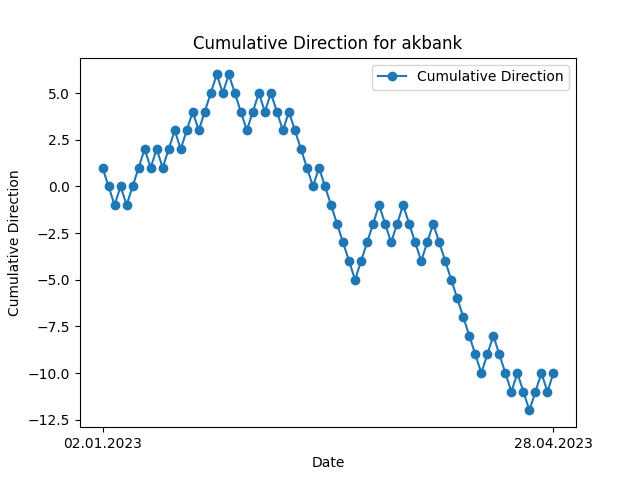 Cumulative Direction for akbank
Cumulative Direction
5.0
2.5
0.0
−2.5
−5.0
−7.5
−10.0
−12.5
Cumulative Direction
02.01.2023
28.04.2023
Date